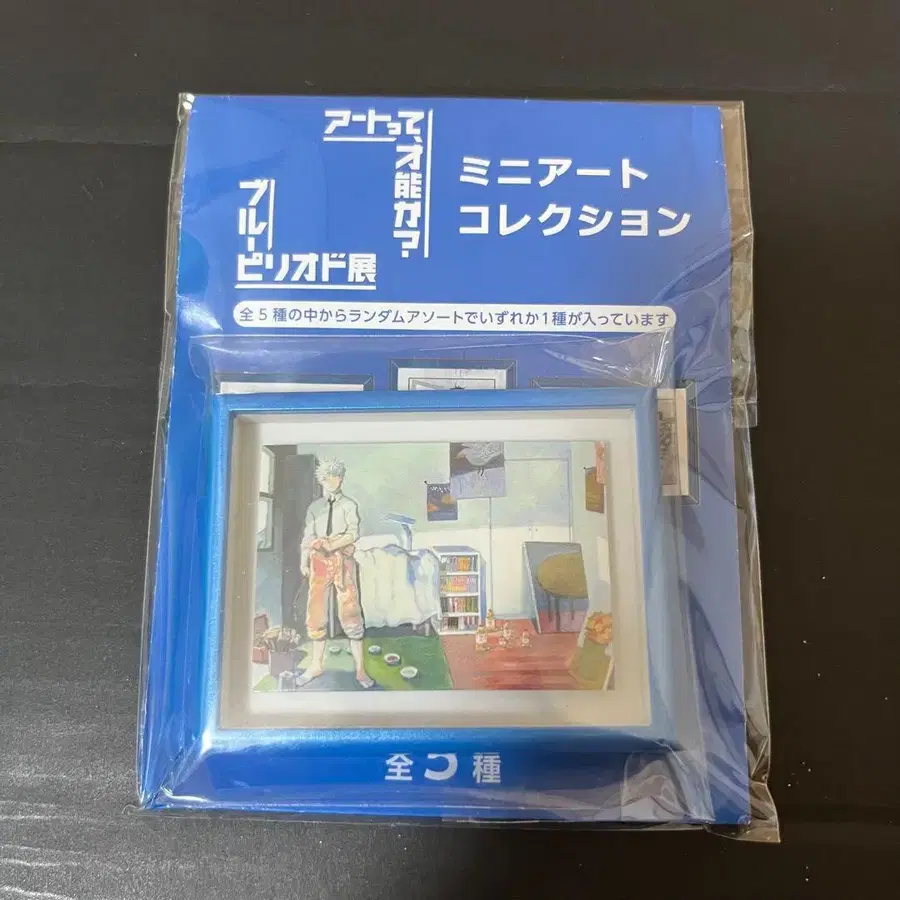 アートって、
才能か?
ブルー
ピリオド展
ミニアート
コレクション
全5種の中からランダムアソートでいずれか1種が入っています
全5種